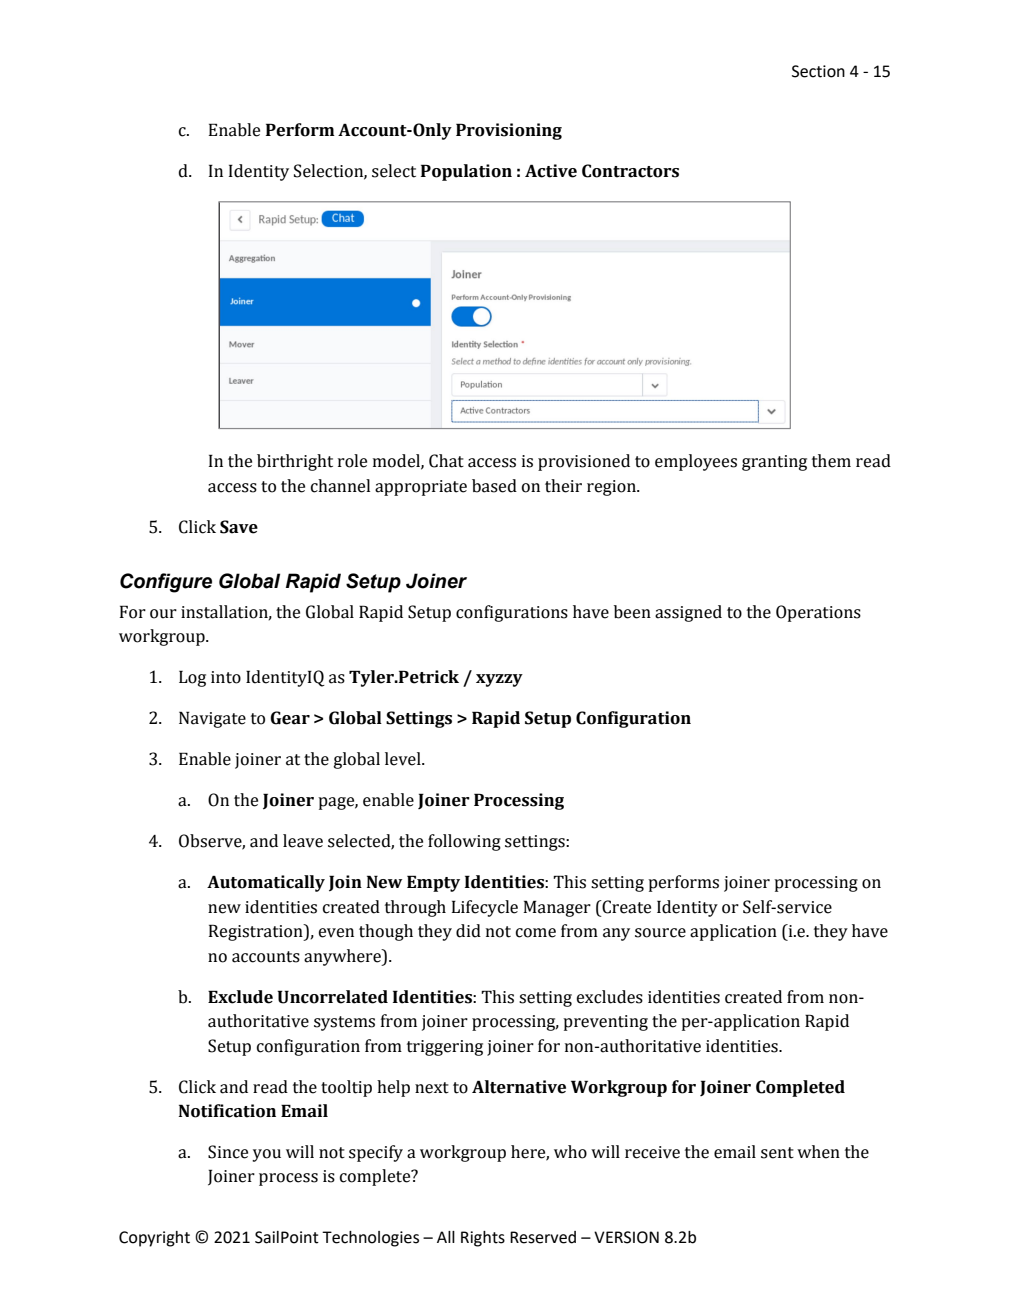 Section 4 - 15
c. Enable Perform Account-Only Provisioning
d. In Identity Selection, select Population : Active Contractors
Rapid Setup: Chat
Aggregation
Joiner
Mover
Leaver
Joiner
Perform Account-Only Provisioning
Identity Selection *
Select a method to define identities for account only provisioning.
Population
Active Contractors
In the birthright role model, Chat access is provisioned to employees granting them read
access to the channel appropriate based on their region.
5. Click Save
Configure Global Rapid Setup Joiner
For our installation, the Global Rapid Setup configurations have been assigned to the Operations
workgroup.
1. Log into IdentityIQ as Tyler.Petrick / xyzzy
2. Navigate to Gear > Global Settings > Rapid Setup Configuration
3. Enable joiner at the global level.
a. On the Joiner page, enable Joiner Processing
4. Observe, and leave selected, the following settings:
a. Automatically Join New Empty Identities: This setting performs joiner processing on
new identities created through Lifecycle Manager (Create Identity or Self-service
Registration), even though they did not come from any source application (i.e. they have
no accounts anywhere).
b. Exclude Uncorrelated Identities: This setting excludes identities created from non-
authoritative systems from joiner processing, preventing the per-application Rapid
Setup configuration from triggering joiner for non-authoritative identities.
5. Click and read the tooltip help next to Alternative Workgroup for Joiner Completed
Notification Email
a. Since you will not specify a workgroup here, who will receive the email sent when the
Joiner process is complete?
Copyright © 2021 SailPoint Technologies – All Rights Reserved – VERSION 8.2b